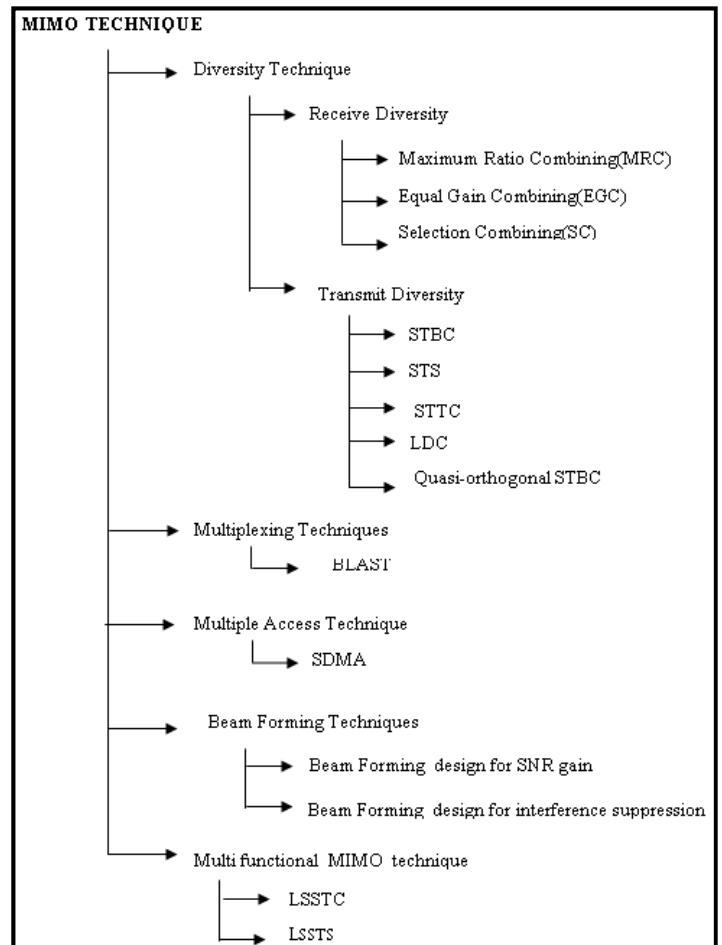 MIMO TECHNIQUE
Diversity Technique
Receive Diversity
Maximum Ratio Combining(MRC)
Equal Gain Combining(EGC)
Selection Combining(SC)
Transmit Diversity
STBC
STS
STTC
LDC
Quasi-orthogonal STBC
Multiplexing Techniques
BLAST
Multiple Access Technique
SDMA
Beam Forming Techniques
Beam Forming design for SNR gain
Beam Forming design for interference suppression
Multi functional MIMO technique
LSSTC
LSSTS